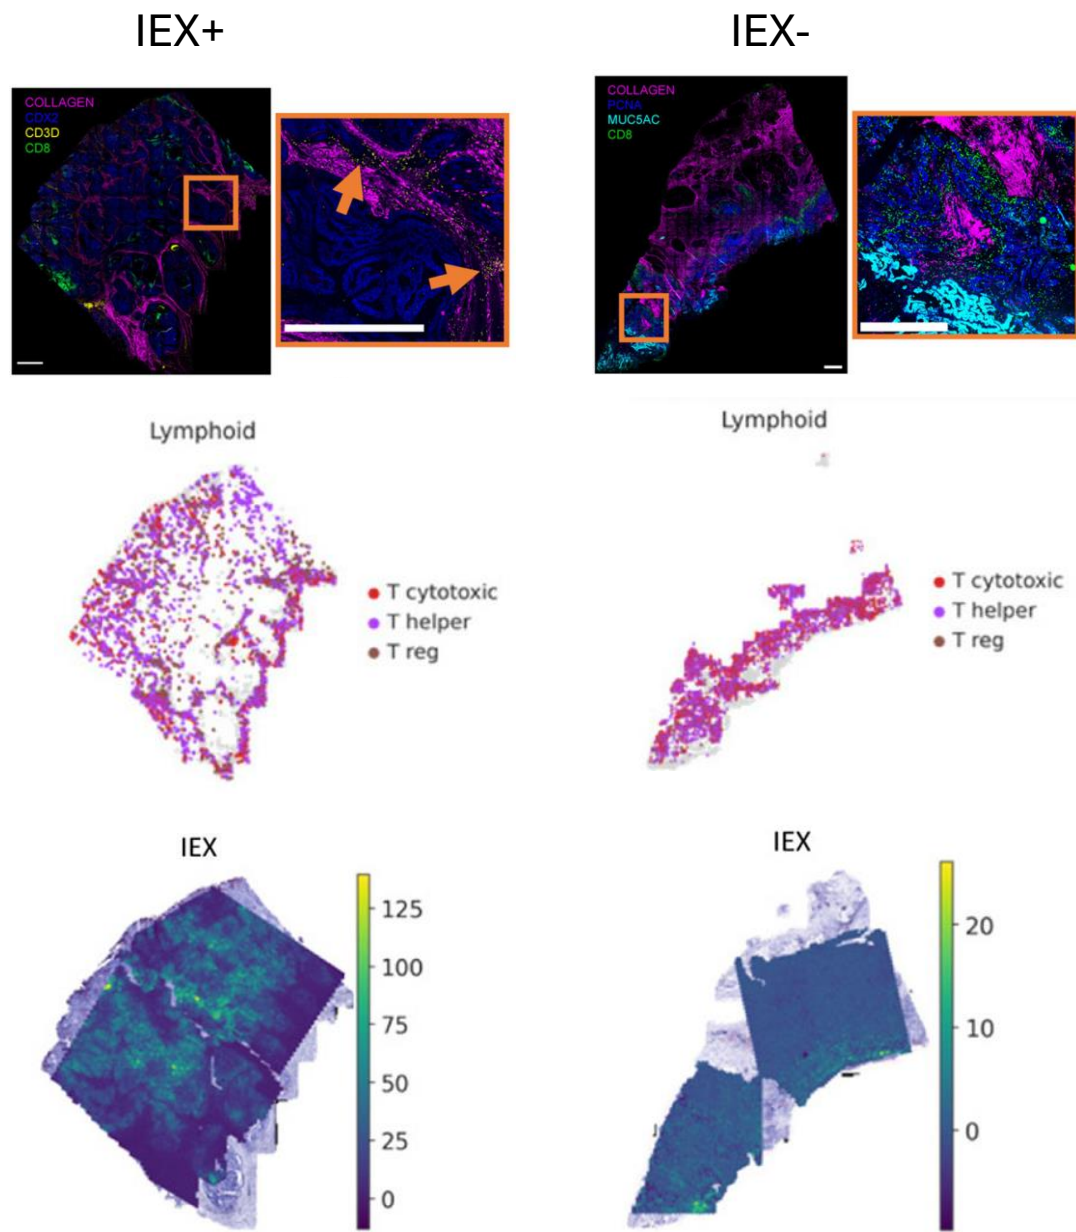 IEX+
IEX-
COLLAGEN
CDX2
CD3D
CD8
COLLAGEN
PCNA
MUC5AC
CD8
Lymphoid
T cytotoxic
T helper
T reg
Lymphoid
T cytotoxic
T helper
T reg
IEX
125
100
75
50
25
0
IEX
20
10
0